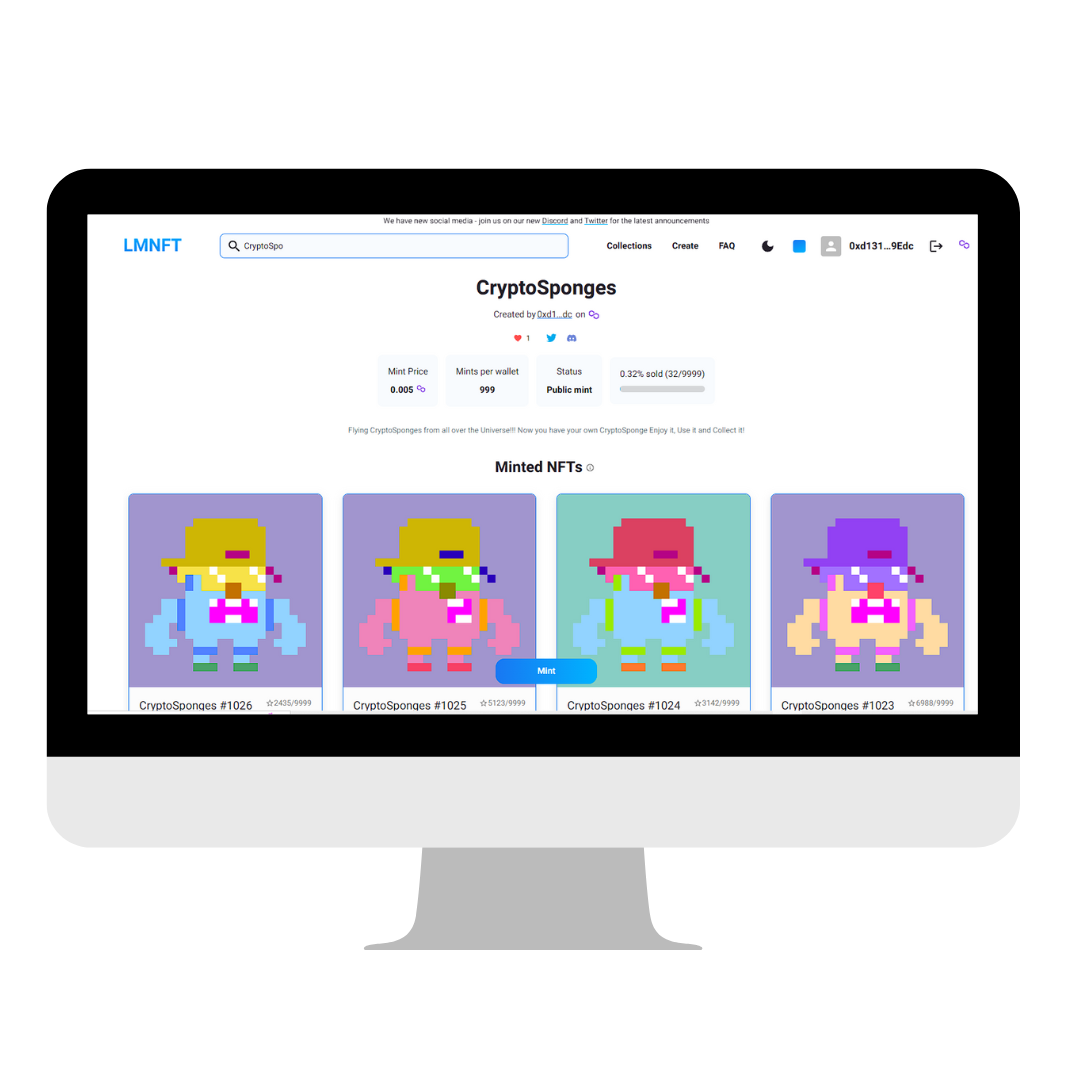 We have new social media - join us on our new Discord and Twitter for the latest announcements
LMNFT
CryptoSpo
Collections
Create
FAQ
0xd131...9Edc
CryptoSponges
Created by 0xd1...dc on
1
Mint Price
0.005
Mints per wallet
999
Status
Public mint
0.32% sold (32/9999)
Flying CryptoSponges from all over the Universe!!! Now you have your own CryptoSponge Enjoy it, Use it and Collect it!
Minted NFTs
Mint
CryptoSponges #1026
2435/9999
CryptoSponges #1025
5123/9999
CryptoSponges #1024
3142/9999
CryptoSponges #1023
6988/9999